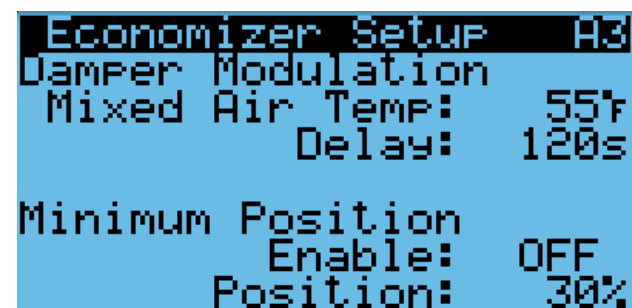 Economizer Setup A3
Damper Modulation
Mixed Air Temp: 55°F
Delay: 120s
Minimum Position
Enable: OFF
Position: 30%